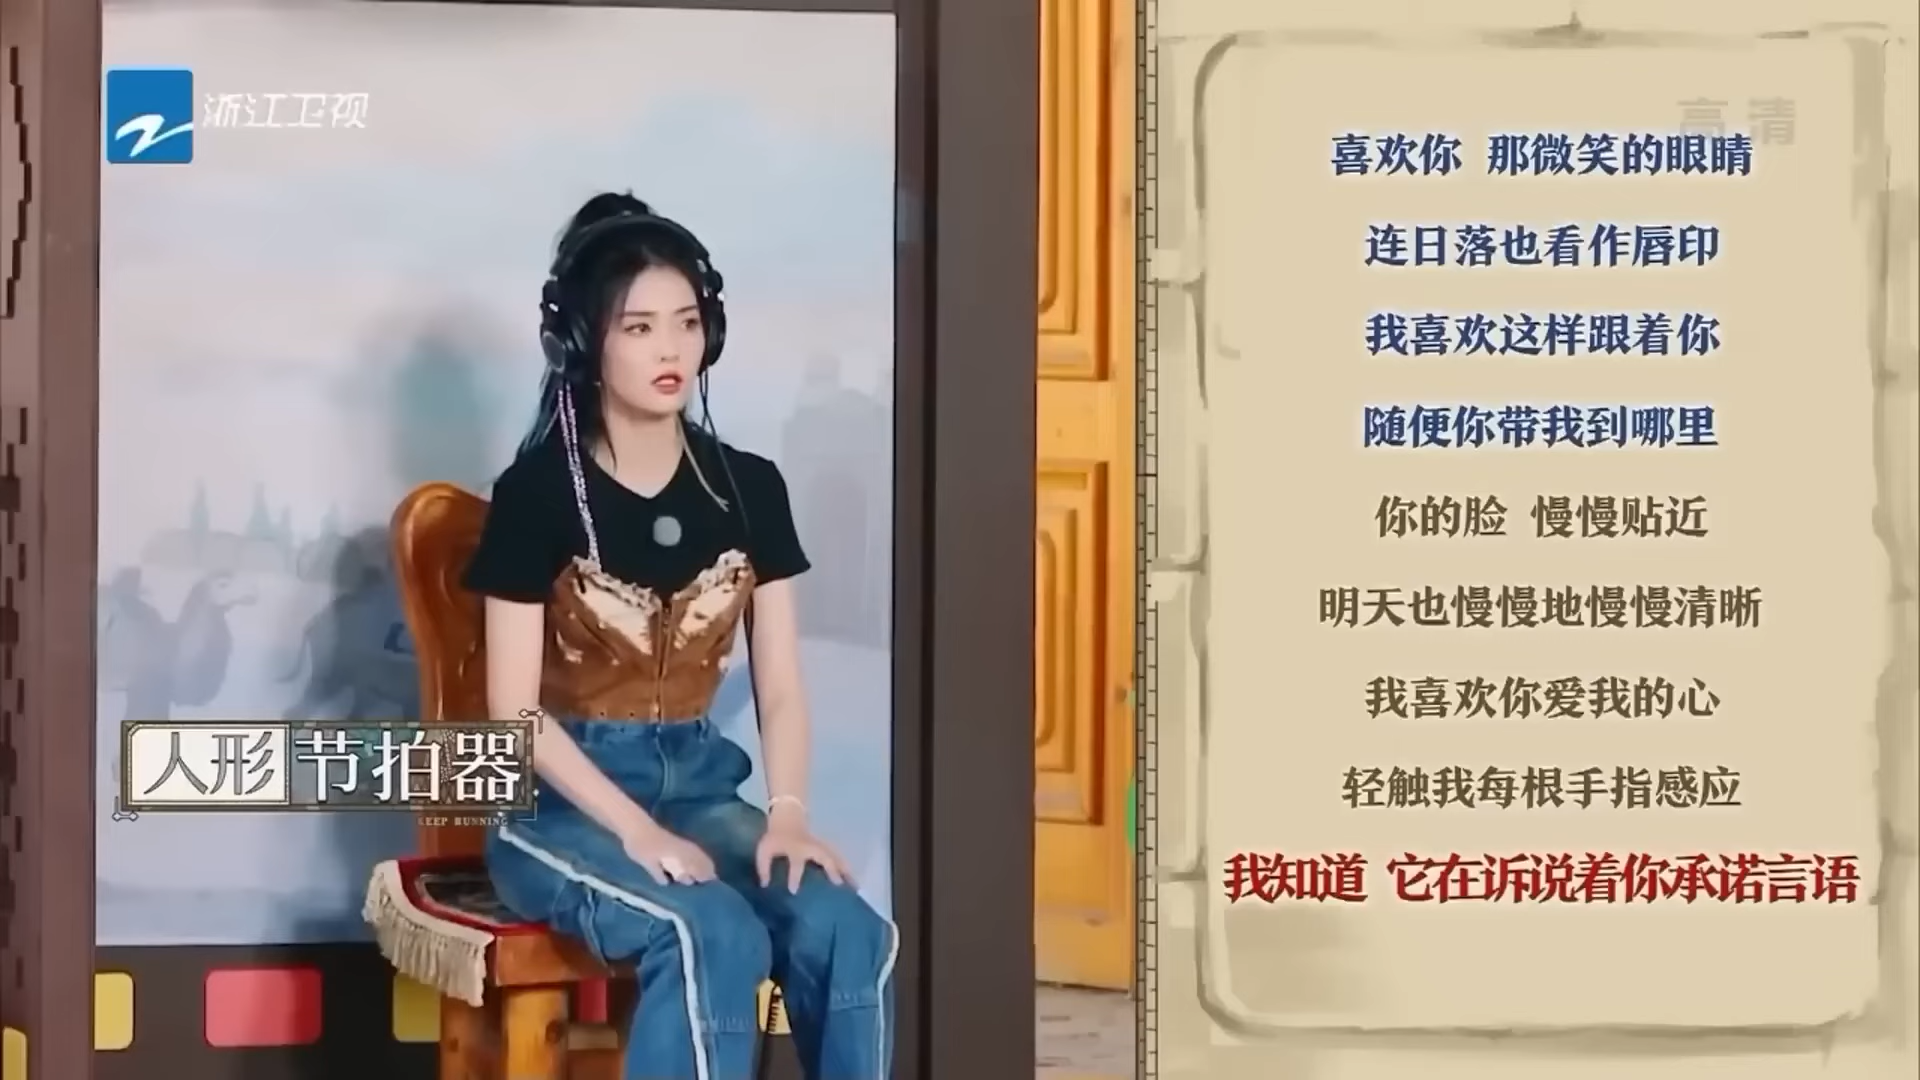 浙江卫视
高清
喜欢你 那微笑的眼睛
连日落也看作唇印
我喜欢这样跟着你
随便你带我到哪里
你的脸 慢慢贴近
明天也慢慢地慢慢清晰
我喜欢你爱我的心
轻触我每根手指感应
我知道 它在诉说着你承诺言语
人形节拍器
KEEP RUNNING